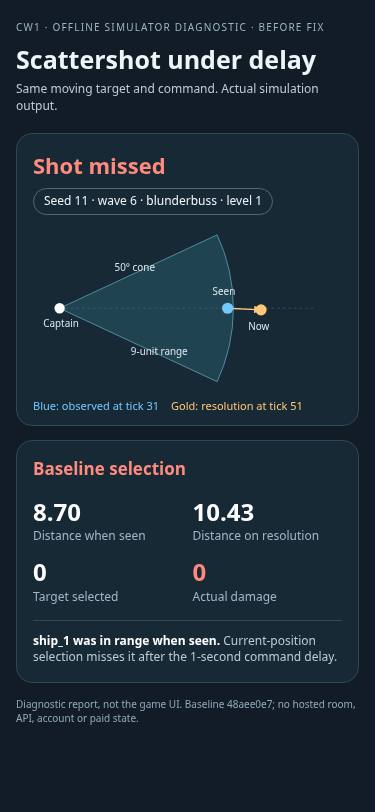 CW1 · OFFLINE SIMULATOR DIAGNOSTIC · BEFORE FIX
Scattershot under delay
Same moving target and command. Actual simulation
output.
Shot missed
Seed 11 · wave 6 · blunderbuss · level 1
50° cone
Seen
Captain
Now
9-unit range
Blue: observed at tick 31 Gold: resolution at tick 51
Baseline selection
8.70 10.43
Distance when seen Distance on resolution
0 0
Target selected Actual damage
ship_1 was in range when seen. Current-position
selection misses it after the 1-second command delay.
Diagnostic report, not the game UI. Baseline 48aee0e7; no hosted room,
API, account or paid state.